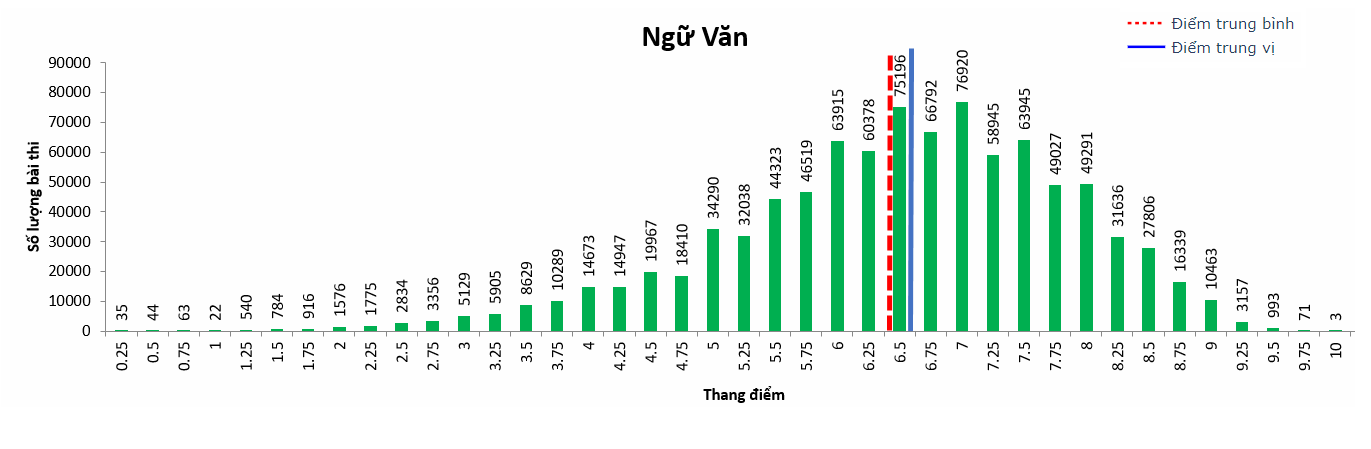 Ngữ Văn
Điểm trung bình
Điểm trung vị
Số lượng bài thi
90000
80000
70000
60000
50000
40000
30000
20000
10000
0
35 44 63 22 540 784 916 1576 1775 2834 3356 5129 5905 8629 10289 14673 14947 19967 18410 34290 32038 44323 46519 63915 60378 75196 66792 76920 58945 63945 49027 49291 31636 27806 16339 10463 3157 993 71 3
0.25 0.5 0.75 1 1.25 1.5 1.75 2 2.25 2.5 2.75 3 3.25 3.5 3.75 4 4.25 4.5 4.75 5 5.25 5.5 5.75 6 6.25 6.5 6.75 7 7.25 7.5 7.75 8 8.25 8.5 8.75 9 9.25 9.5 9.75 10
Thang điểm